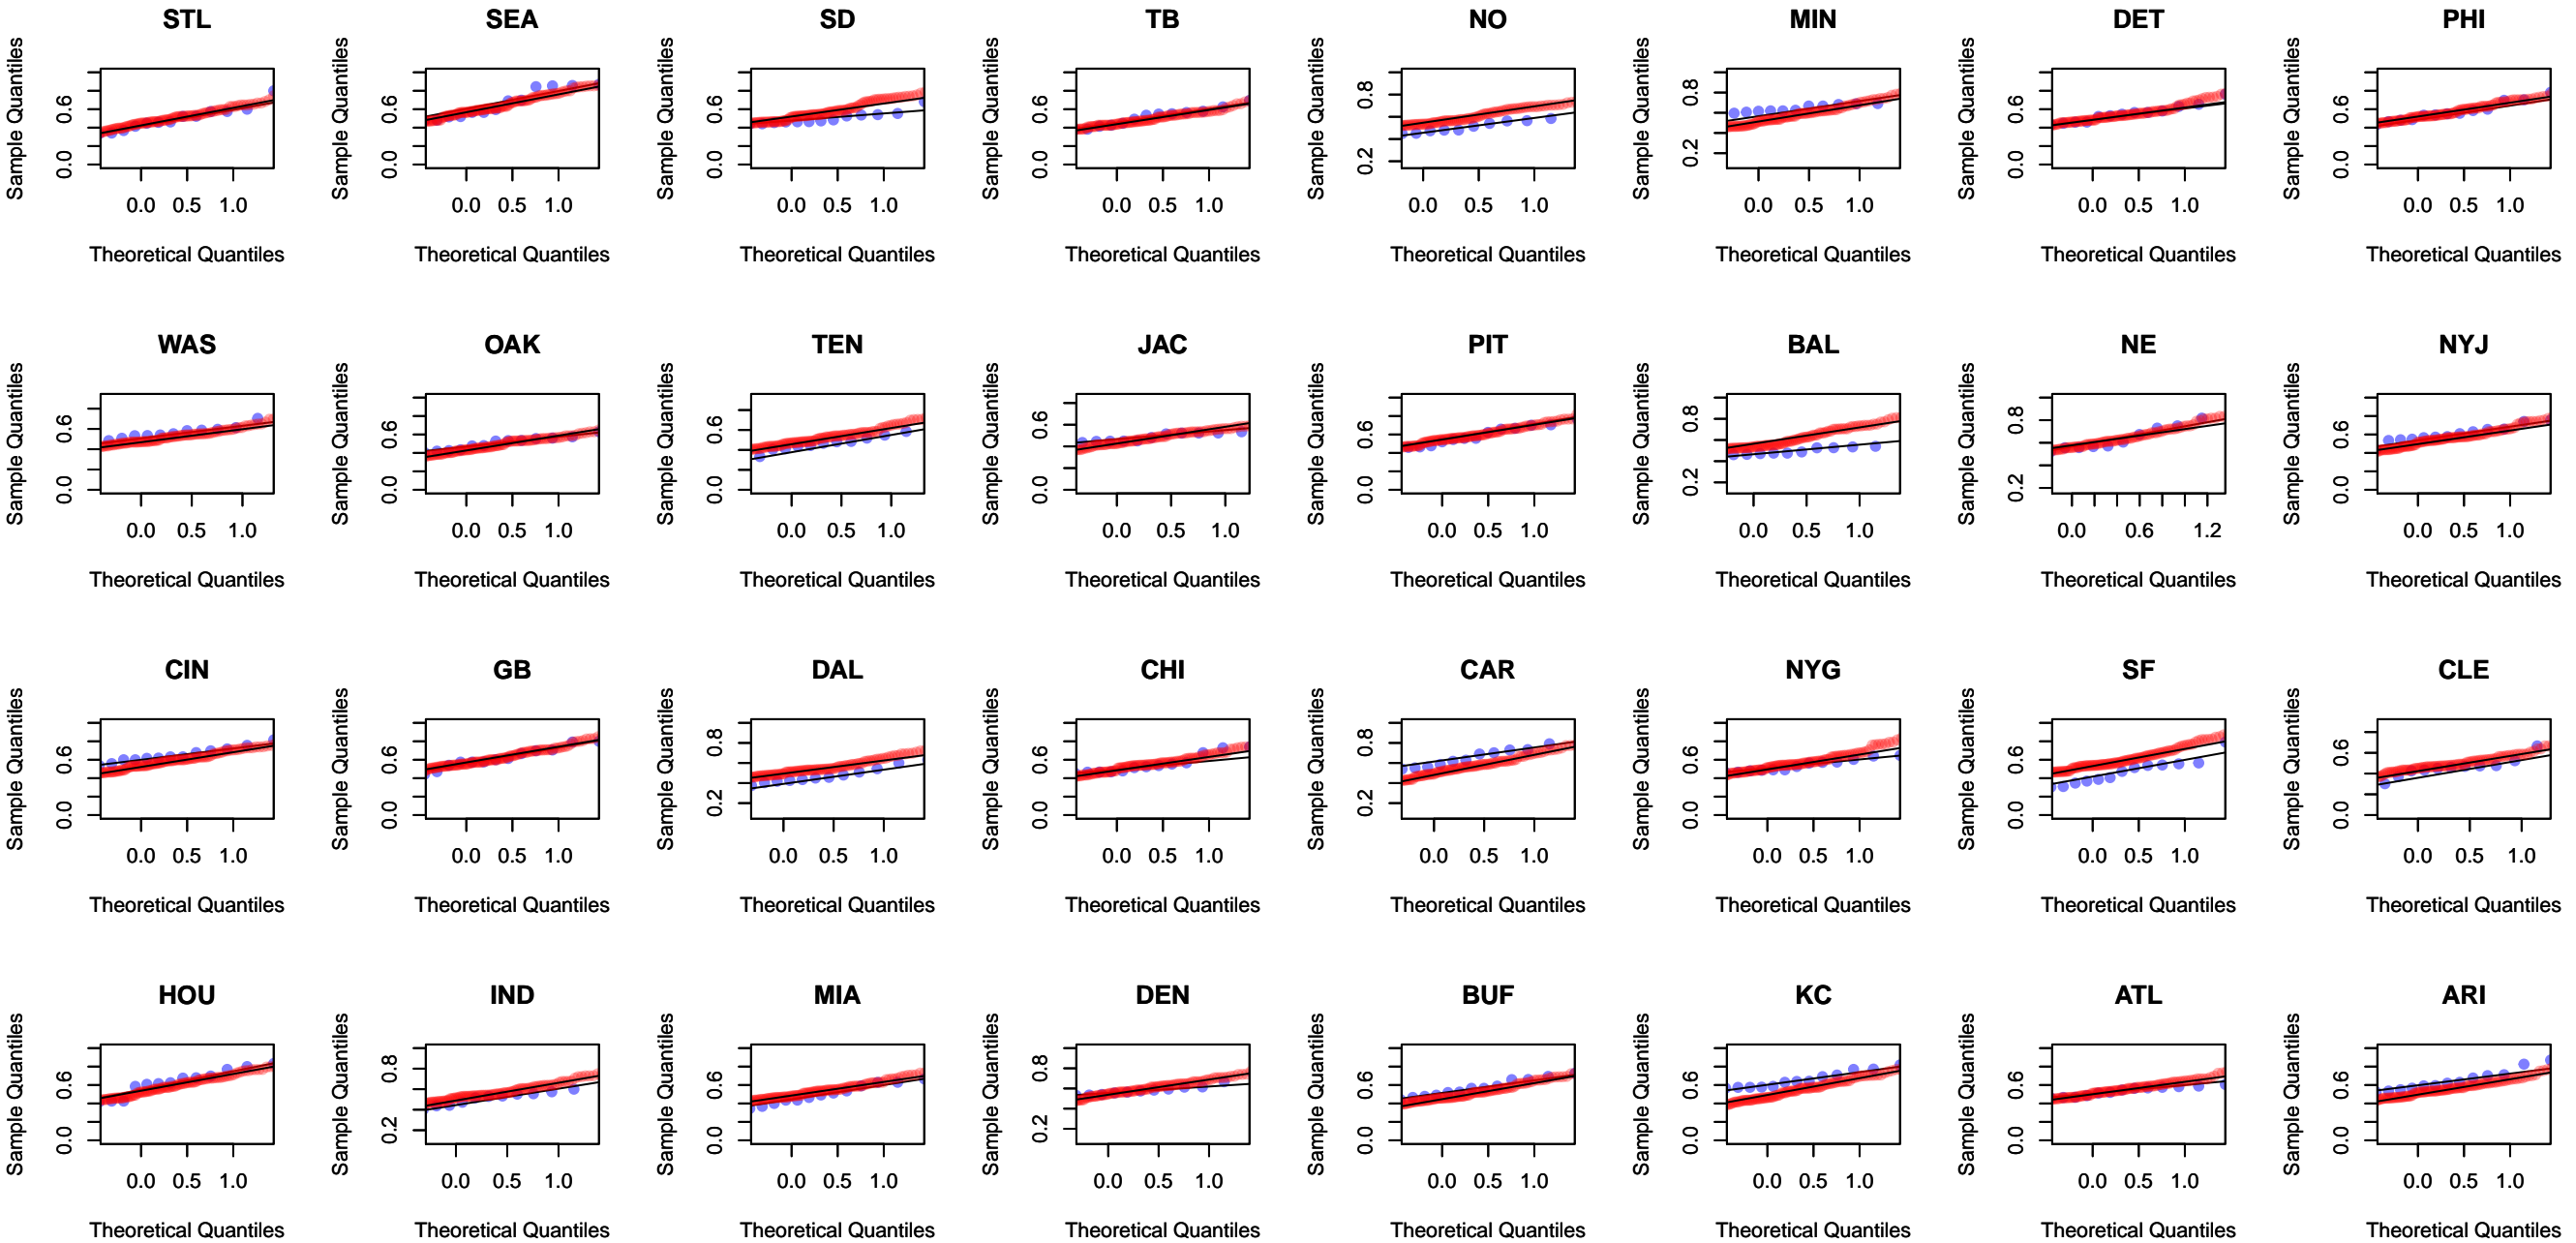 STL SEA SD TB NO MIN DET PHI
Sample Quantiles Sample Quantiles Sample Quantiles Sample Quantiles Sample Quantiles Sample Quantiles Sample Quantiles Sample Quantiles
0.6 0.6 0.6 0.6 0.8 0.8 0.6 0.6
0.0 0.0 0.0 0.0 0.2 0.2 0.0 0.0
0.0 0.5 1.0 0.0 0.5 1.0 0.0 0.5 1.0 0.0 0.5 1.0 0.0 0.5 1.0 0.0 0.5 1.0 0.0 0.5 1.0 0.0 0.5 1.0
Theoretical Quantiles Theoretical Quantiles Theoretical Quantiles Theoretical Quantiles Theoretical Quantiles Theoretical Quantiles Theoretical Quantiles Theoretical Quantiles
WAS OAK TEN JAC PIT BAL NE NYJ
Sample Quantiles Sample Quantiles Sample Quantiles Sample Quantiles Sample Quantiles Sample Quantiles Sample Quantiles Sample Quantiles
0.6 0.6 0.6 0.6 0.6 0.8 0.8 0.6
0.0 0.0 0.0 0.0 0.0 0.2 0.2 0.0
0.0 0.5 1.0 0.0 0.5 1.0 0.0 0.5 1.0 0.0 0.5 1.0 0.0 0.5 1.0 0.0 0.5 1.0 0.0 0.6 1.2 0.0 0.5 1.0
Theoretical Quantiles Theoretical Quantiles Theoretical Quantiles Theoretical Quantiles Theoretical Quantiles Theoretical Quantiles Theoretical Quantiles Theoretical Quantiles
CIN GB DAL CHI CAR NYG SF CLE
Sample Quantiles Sample Quantiles Sample Quantiles Sample Quantiles Sample Quantiles Sample Quantiles Sample Quantiles Sample Quantiles
0.6 0.6 0.8 0.6 0.8 0.6 0.6 0.6
0.0 0.0 0.2 0.0 0.2 0.0 0.0 0.0
0.0 0.5 1.0 0.0 0.5 1.0 0.0 0.5 1.0 0.0 0.5 1.0 0.0 0.5 1.0 0.0 0.5 1.0 0.0 0.5 1.0 0.0 0.5 1.0
Theoretical Quantiles Theoretical Quantiles Theoretical Quantiles Theoretical Quantiles Theoretical Quantiles Theoretical Quantiles Theoretical Quantiles Theoretical Quantiles
HOU IND MIA DEN BUF KC ATL ARI
Sample Quantiles Sample Quantiles Sample Quantiles Sample Quantiles Sample Quantiles Sample Quantiles Sample Quantiles Sample Quantiles
0.6 0.8 0.6 0.8 0.6 0.6 0.6 0.6
0.0 0.2 0.0 0.2 0.0 0.0 0.0 0.0
0.0 0.5 1.0 0.0 0.5 1.0 0.0 0.5 1.0 0.0 0.5 1.0 0.0 0.5 1.0 0.0 0.5 1.0 0.0 0.5 1.0 0.0 0.5 1.0
Theoretical Quantiles Theoretical Quantiles Theoretical Quantiles Theoretical Quantiles Theoretical Quantiles Theoretical Quantiles Theoretical Quantiles Theoretical Quantiles